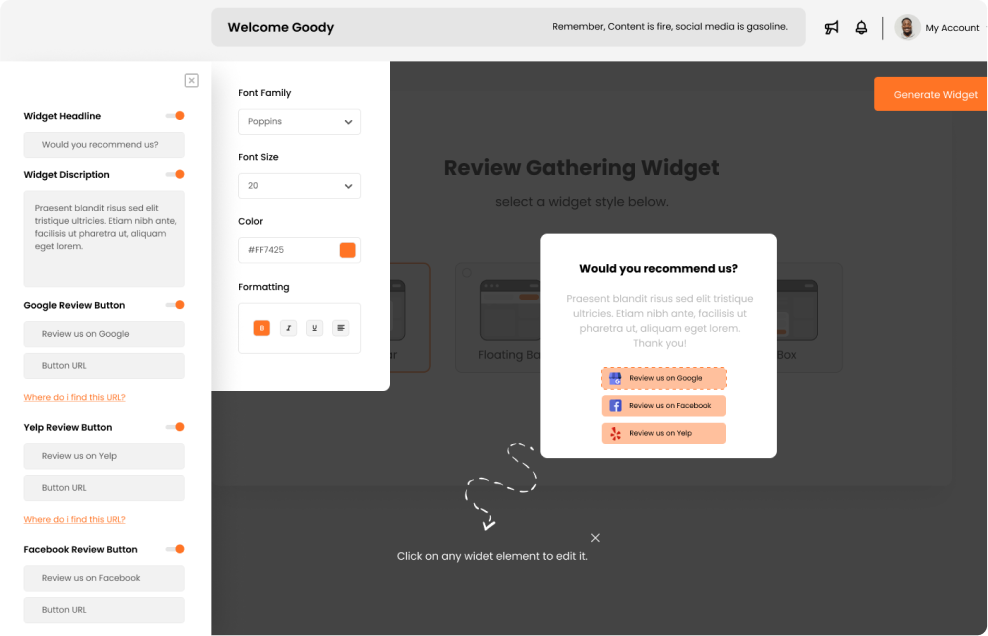 Welcome Goody
Remember, Content is fire, social media is gasoline.
My Account
Widget Headline
Would you recommend us?
Widget Discription
Praesent blandit risus sed elit
tristique ultricies. Etiam nibh ante,
facilisis ut pharetra ut, aliquam
eget lorem.
Google Review Button
Review us on Google
Button URL
Where do i find this URL?
Yelp Review Button
Review us on Yelp
Button URL
Where do i find this URL?
Facebook Review Button
Review us on Facebook
Button URL
Font Family
Poppins
Font Size
20
Color
#FF7425
Formatting
B I U
Generate Widget
Review Gathering Widget
select a widget style below.
Floating Ba
Box
Would you recommend us?
Praesent blandit risus sed elit tristique
ultricies. Etiam nibh ante, facilisis ut
pharetra ut, aliquam eget lorem.
Thank you!
Review us on Google
Review us on Facebook
Review us on Yelp
Click on any widet element to edit it.